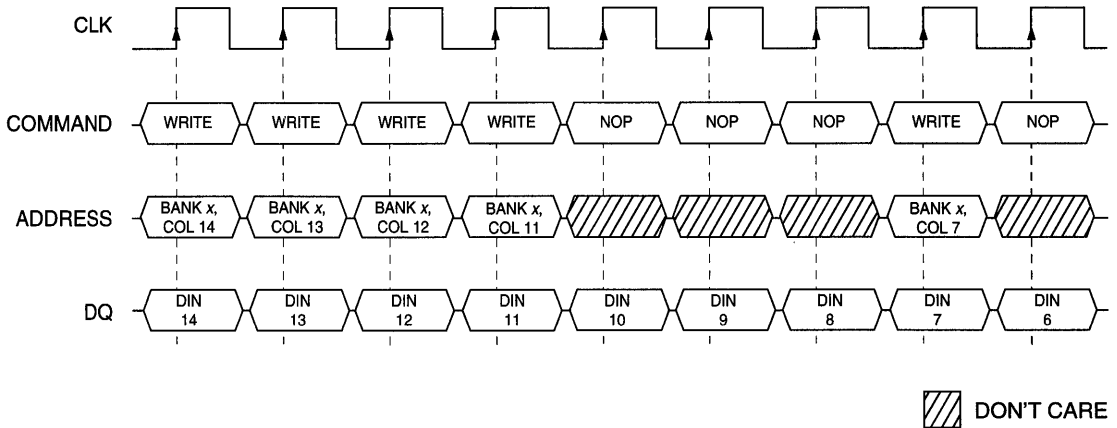 CLK
COMMAND WRITE WRITE WRITE WRITE NOP NOP NOP WRITE NOP
ADDRESS BANK x, COL 14 BANK x, COL 13 BANK x, COL 12 BANK x, COL 11 BANK x, COL 7
DQ DIN 14 DIN 13 DIN 12 DIN 11 DIN 10 DIN 9 DIN 8 DIN 7 DIN 6
DON'T CARE